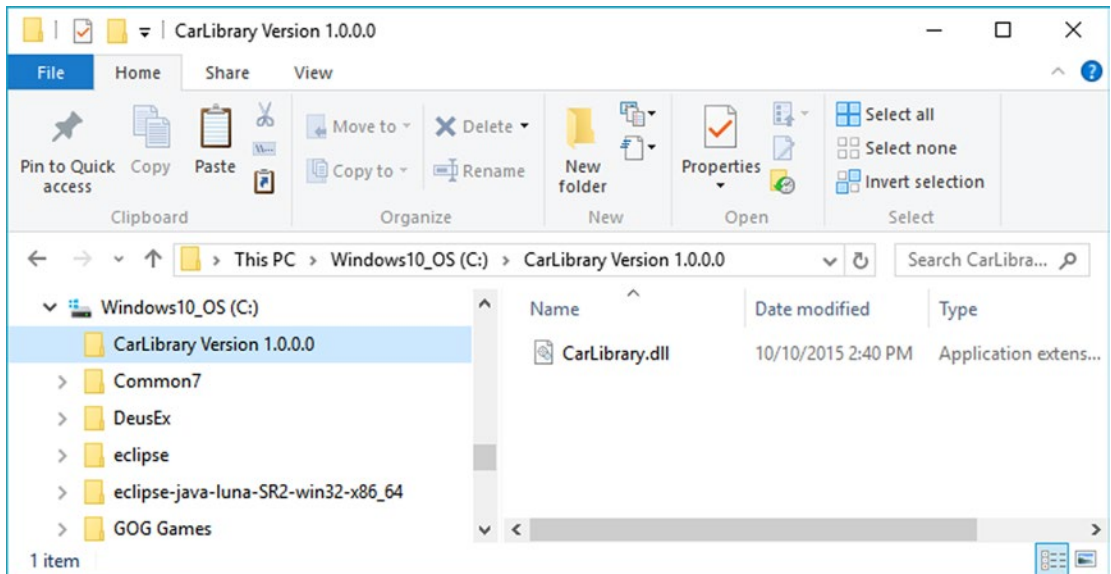 CarLibrary Version 1.0.0.0
File Home Share View
Pin to Quick access
Copy
Paste
Clipboard
Move to
Copy to
Delete
Rename
Organize
New folder
New
Properties
Open
Select all
Select none
Invert selection
Select
This PC > Windows10_OS (C:) > CarLibrary Version 1.0.0.0
Search CarLibra...
Windows10_OS (C:)
CarLibrary Version 1.0.0.0
Common7
DeusEx
eclipse
eclipse-java-luna-SR2-win32-x86_64
GOG Games
Name Date modified Type
CarLibrary.dll 10/10/2015 2:40 PM Application extens...
1 item